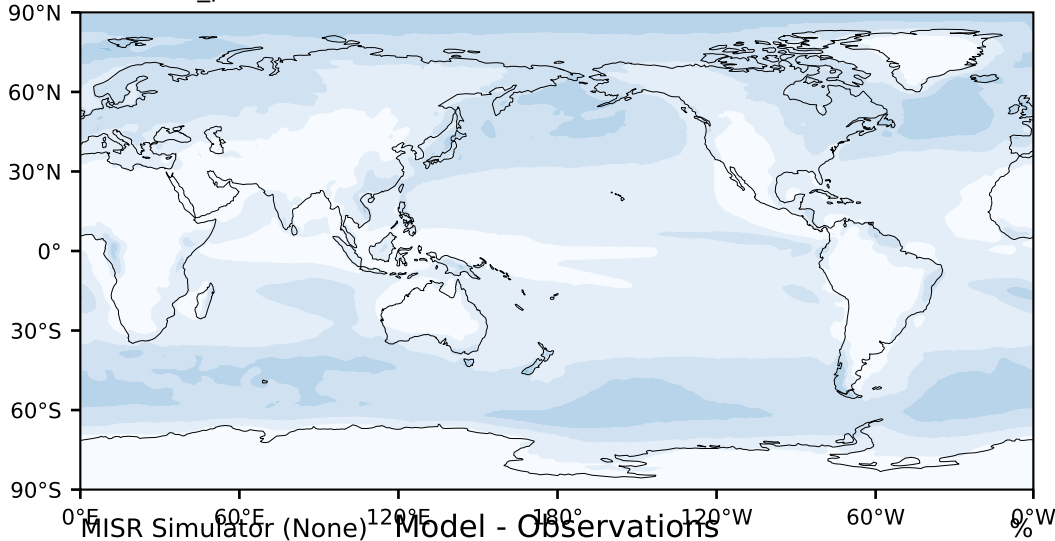 90°N
60°N
30°N
0°
30°S
60°S
90°S
0°E 60°E 120°E 180°W 120°W 60°W 0°W
MISR Simulator (None) Model - Observations %